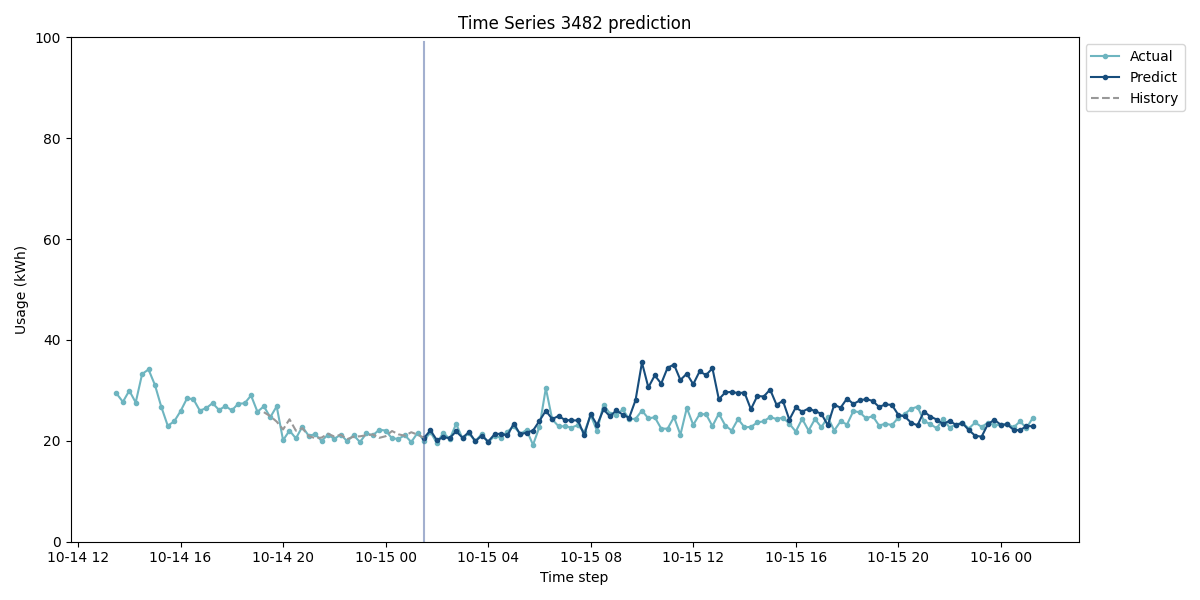 Time Series 3482 prediction
Usage (kWh)
100
80
60
40
20
0
10-14 12
10-14 16
10-14 20
10-15 00
10-15 04
10-15 08
10-15 12
10-15 16
10-15 20
10-16 00
Time step
Actual
Predict
History